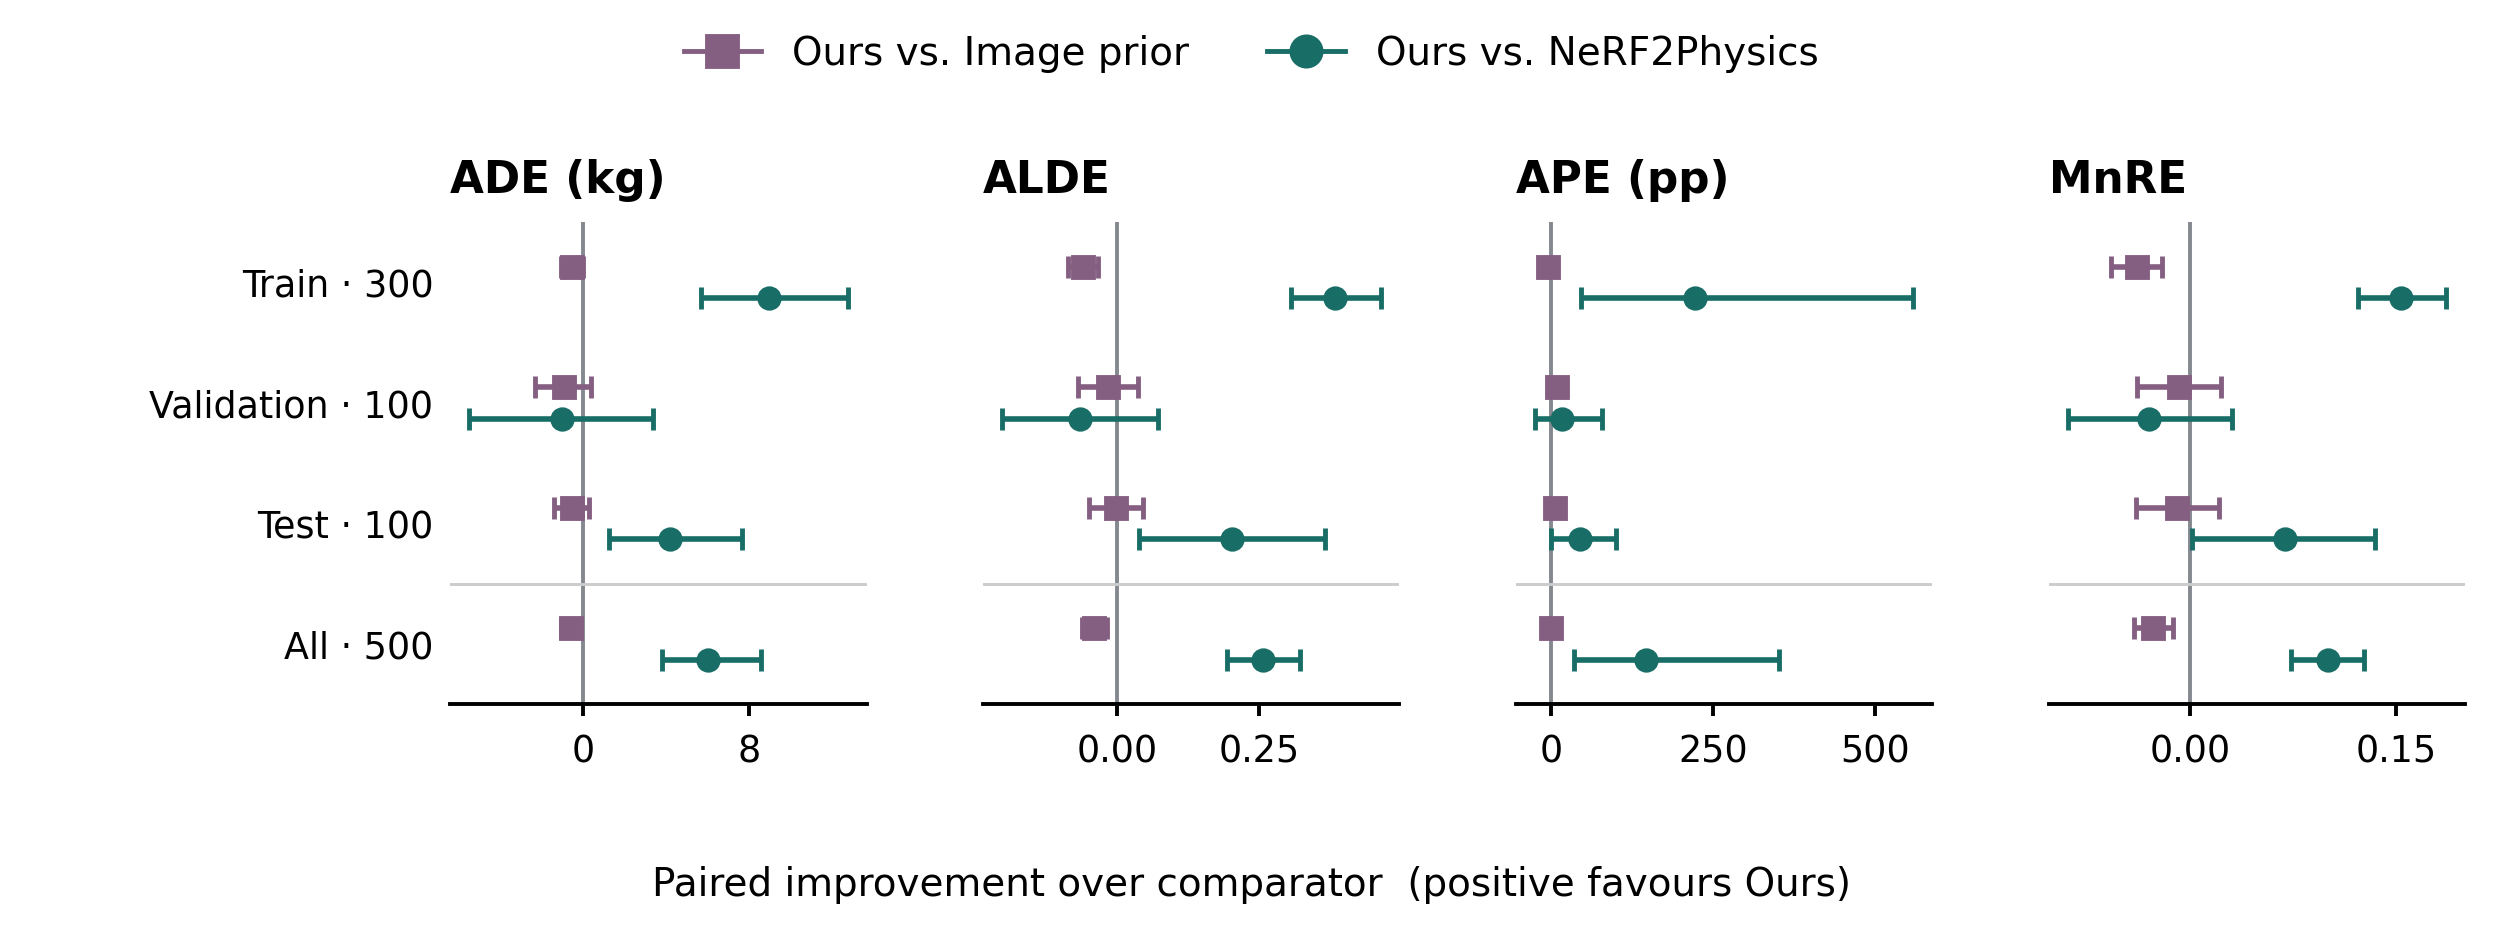 Ours vs. Image prior
Ours vs. NeRF2Physics
ADE (kg)
ALDE
APE (pp)
MnRE
Train · 300
Validation · 100
Test · 100
All · 500
0
8
0.00
0.25
0
250
500
0.00
0.15
Paired improvement over comparator (positive favours Ours)